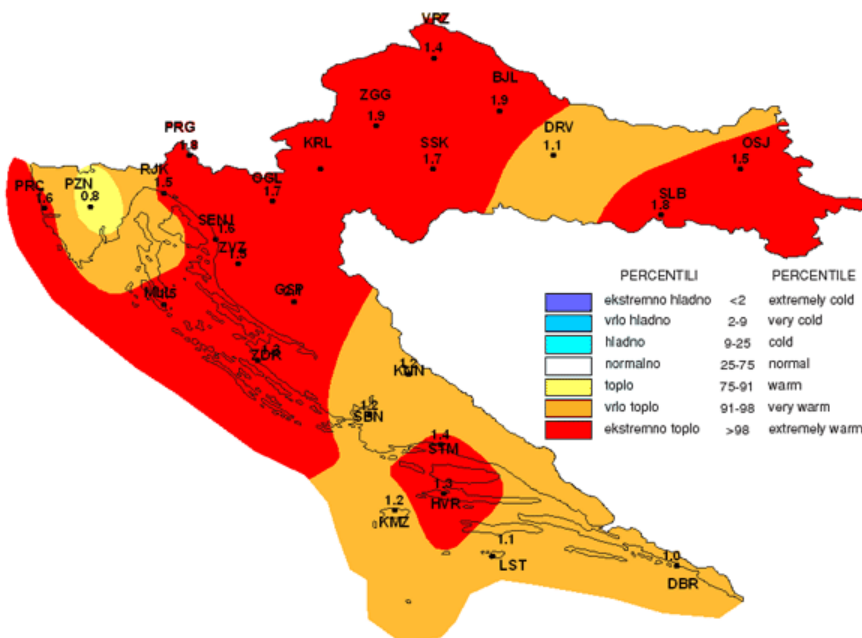 VRZ
1.4
BJL
1.9
ZGG
1.9
DRV
1.1
PRG
1.8
KRL
SSK
1.7
OSJ
1.5
RJK
1.5
PRC
1.6
PZN
0.8
OGL
1.7
SLB
1.8
SENJ
1.6
ZVZ
1.5
GSP
ZDR
KNN
1.2
SBN
1.2
1.4
STM
1.3
HVR
1.2
KMZ
1.1
LST
1.0
DBR
PERCENTILI PERCENTILE
ekstremno hladno <2 extremely cold
vrlo hladno 2-9 very cold
hladno 9-25 cold
normalno 25-75 normal
toplo 75-91 warm
vrlo toplo 91-98 very warm
ekstremno toplo >98 extremely warm